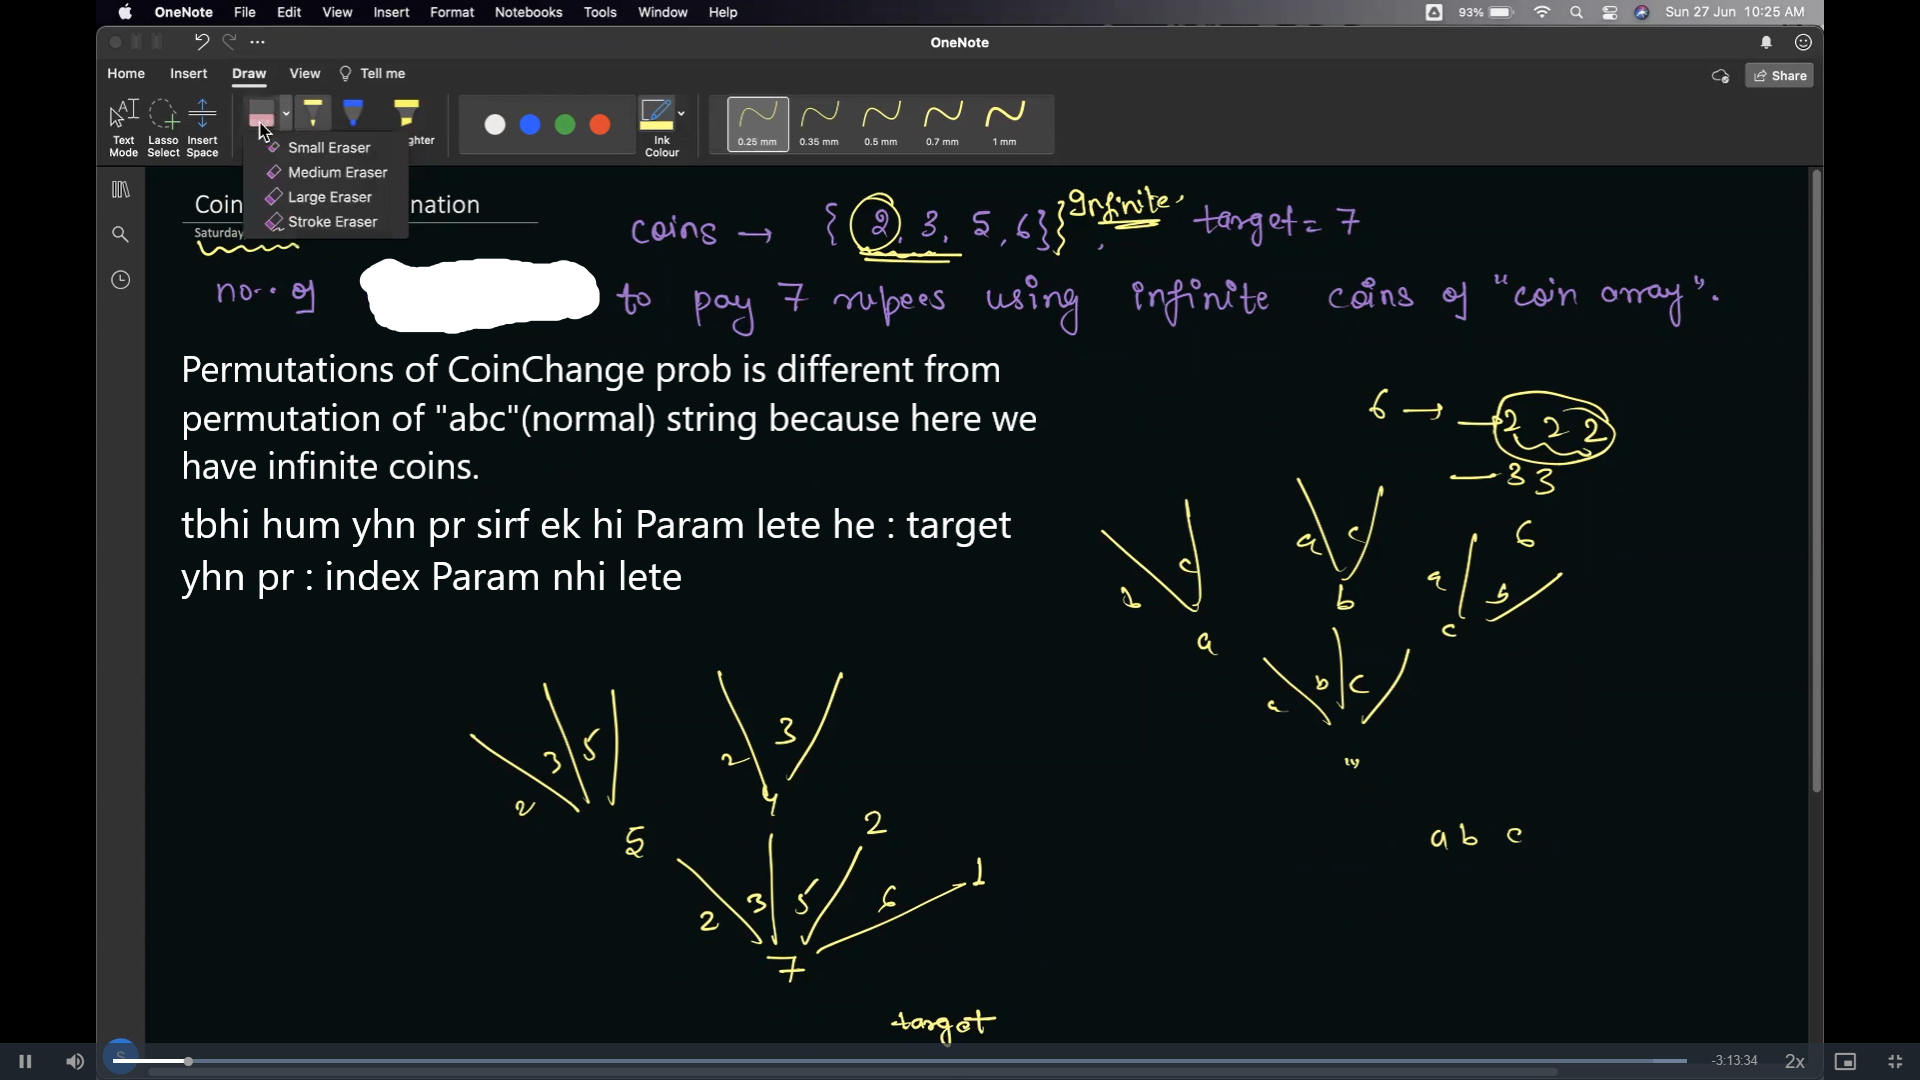 OneNote File Edit View Insert Format Notebooks Tools Window Help 93% Sun 27 Jun 10:25 AM
OneNote
Home Insert Draw View Tell me Share
Text Mode Lasso Select Insert Space ghter Ink Colour 0.25 mm 0.35 mm 0.5 mm 0.7 mm 1 mm
Small Eraser
Medium Eraser
Large Eraser
Stroke Eraser
Coin nation
Saturday
coins → { 2, 3, 5, 6 } } Infinite. target = 7
no. of to pay 7 rupees using infinite coins of "coin array".
Permutations of CoinChange prob is different from
permutation of "abc"(normal) string because here we
have infinite coins.
tbhi hum yhn pr sirf ek hi Param lete he : target
yhn pr : index Param nhi lete
6 → 2 2 2
3 3
6
b c a c a b
a b c
a b c
"
a b c
2 3 5 2 3
5 4 2 1
2 3 5 6
7
target
-3:13:34 2x